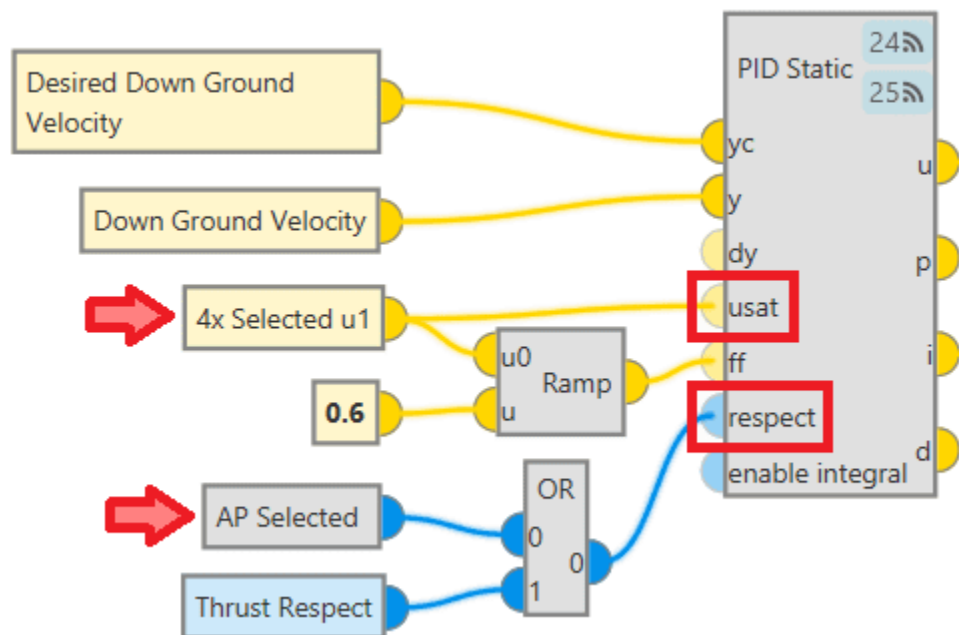 24
PID Static
25
Desired Down Ground
Velocity
yc
u
Down Ground Velocity
y
dy
p
4x Selected u1
usat
u0
Ramp
ff
i
0.6
u
respect
OR
enable integral
d
AP Selected
0
0
Thrust Respect
1